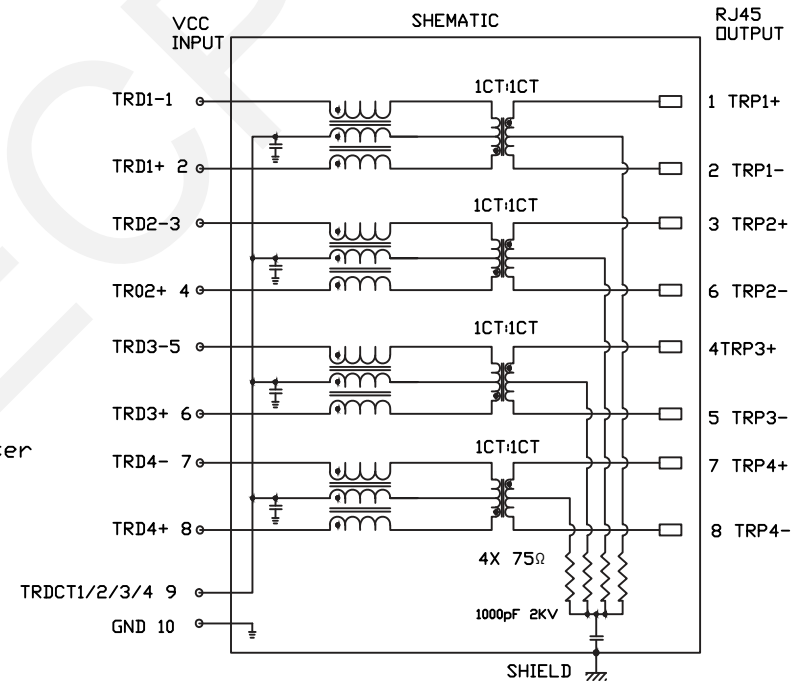 VCC
INPUT
SHEMATIC
RJ45
OUTPUT
TRD1-1
1CT:1CT
1 TRP1+
TRD1+ 2
2 TRP1-
TRD2-3
1CT:1CT
3 TRP2+
TR02+ 4
6 TRP2-
TRD3-5
1CT:1CT
4TRP3+
TRD3+ 6
5 TRP3-
TRD4- 7
1CT:1CT
7 TRP4+
TRD4+ 8
8 TRP4-
4X 75Ω
TRDCT1/2/3/4 9
1000pF 2KV
GND 10
SHIELD